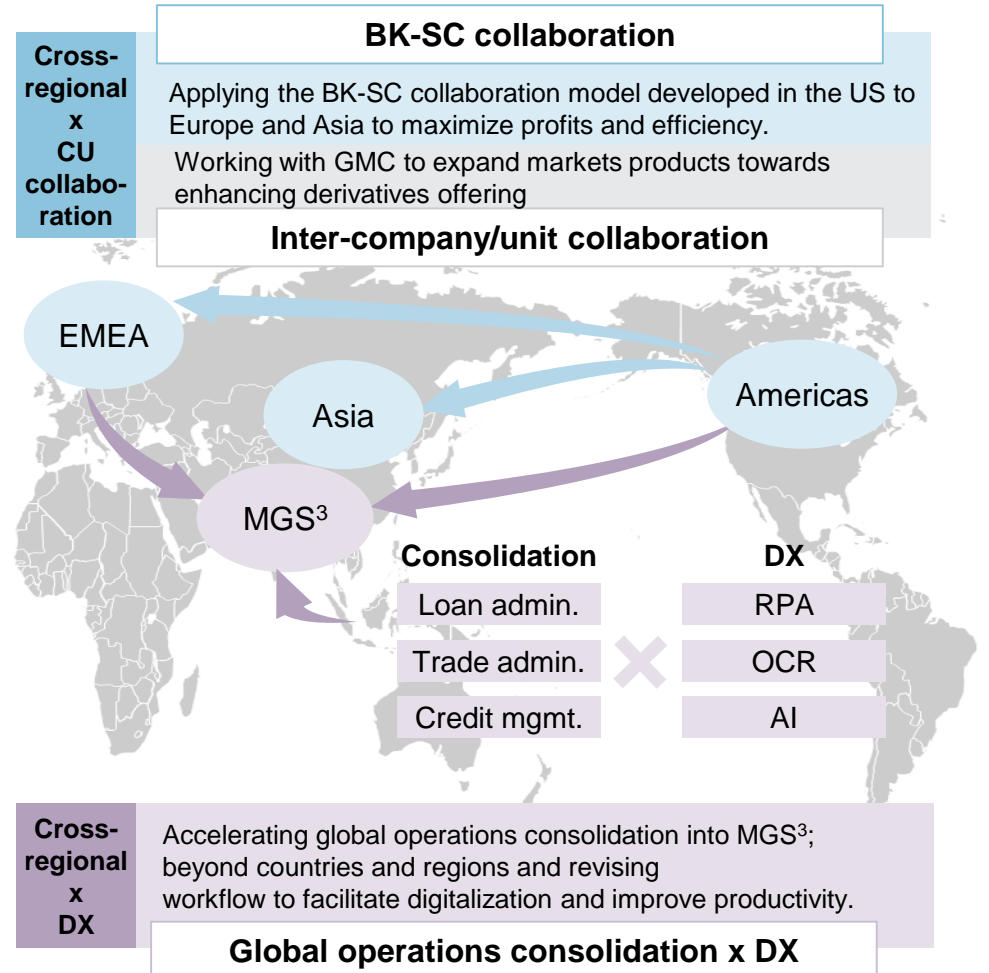 BK-SC collaboration
Cross-
regional
x
CU
collabo-
ration
Applying the BK-SC collaboration model developed in the US to
Europe and Asia to maximize profits and efficiency.
Working with GMC to expand markets products towards
enhancing derivatives offering
Inter-company/unit collaboration
EMEA
Asia
Americas
MGS³
Consolidation
Loan admin.
Trade admin.
Credit mgmt.
DX
RPA
OCR
AI
Cross-
regional
x
DX
Accelerating global operations consolidation into MGS³;
beyond countries and regions and revising
workflow to facilitate digitalization and improve productivity.
Global operations consolidation x DX